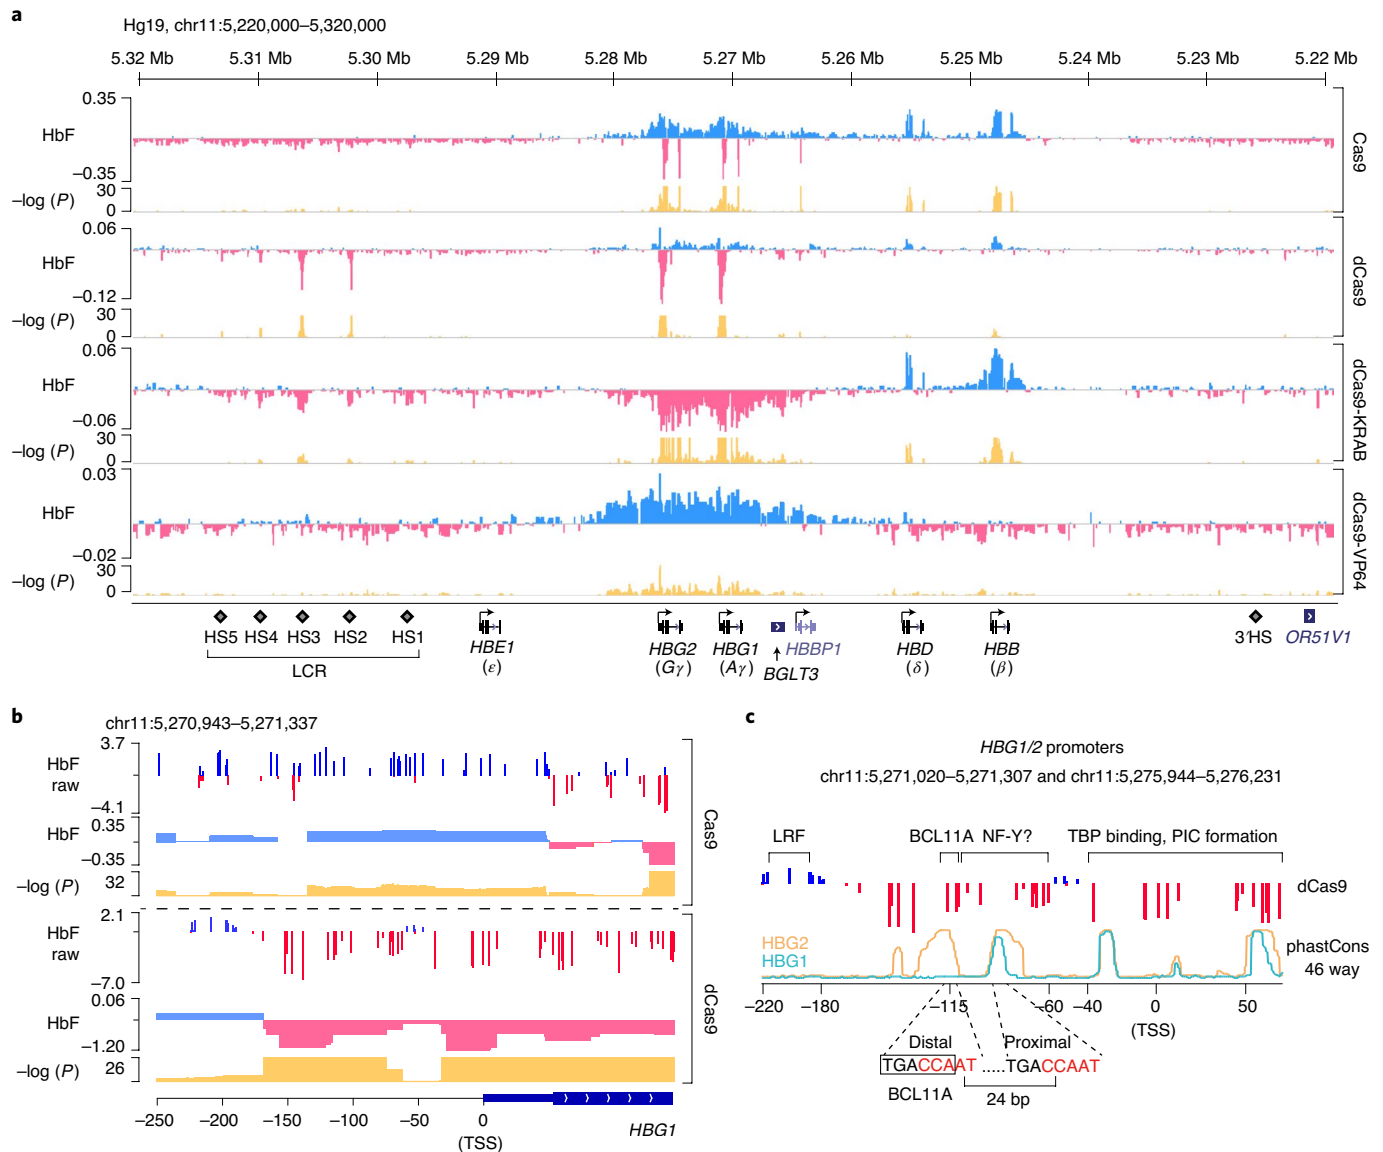 a
Hg19, chr11:5,220,000–5,320,000
5.32 Mb 5.31 Mb 5.30 Mb 5.29 Mb 5.28 Mb 5.27 Mb 5.26 Mb 5.25 Mb 5.24 Mb 5.23 Mb 5.22 Mb
0.35
HbF
–0.35
–log (P)
30
0
Cas9
0.06
HbF
–0.12
–log (P)
30
0
dCas9
0.06
HbF
–0.06
–log (P)
30
0
dCas9-KRAB
0.03
HbF
–0.02
–log (P)
30
0
dCas9-VP64
HS5 HS4 HS3 HS2 HS1
LCR
HBE1
(ε)
HBG2
(Gγ)
HBG1
(Aγ)
BGLT3
HBBP1
HBD
(δ)
HBB
(β)
3′HS
OR51V1
b
chr11:5,270,943–5,271,337
3.7
HbF
raw
–4.1
0.35
HbF
–0.35
–log (P) 32
Cas9
2.1
HbF
raw
–7.0
0.06
HbF
–1.20
–log (P) 26
dCas9
–250 –200 –150 –100 –50 0
(TSS)
HBG1
c
HBG1/2 promoters
chr11:5,271,020–5,271,307 and chr11:5,275,944–5,276,231
LRF BCL11A NF-Y? TBP binding, PIC formation
dCas9
HBG2
HBG1
phastCons
46 way
–220 –180 –115 –60 –40 0 50
(TSS)
Distal Proximal
TGACCAAT .....TGACCAAT
BCL11A 24 bp